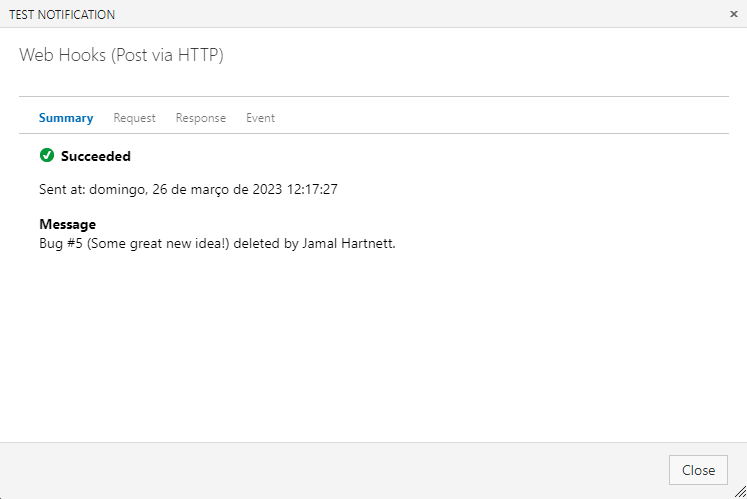 TEST NOTIFICATION
Web Hooks (Post via HTTP)
Summary Request Response Event
Succeeded
Sent at: domingo, 26 de março de 2023 12:17:27
Message
Bug #5 (Some great new idea!) deleted by Jamal Hartnett.
Close